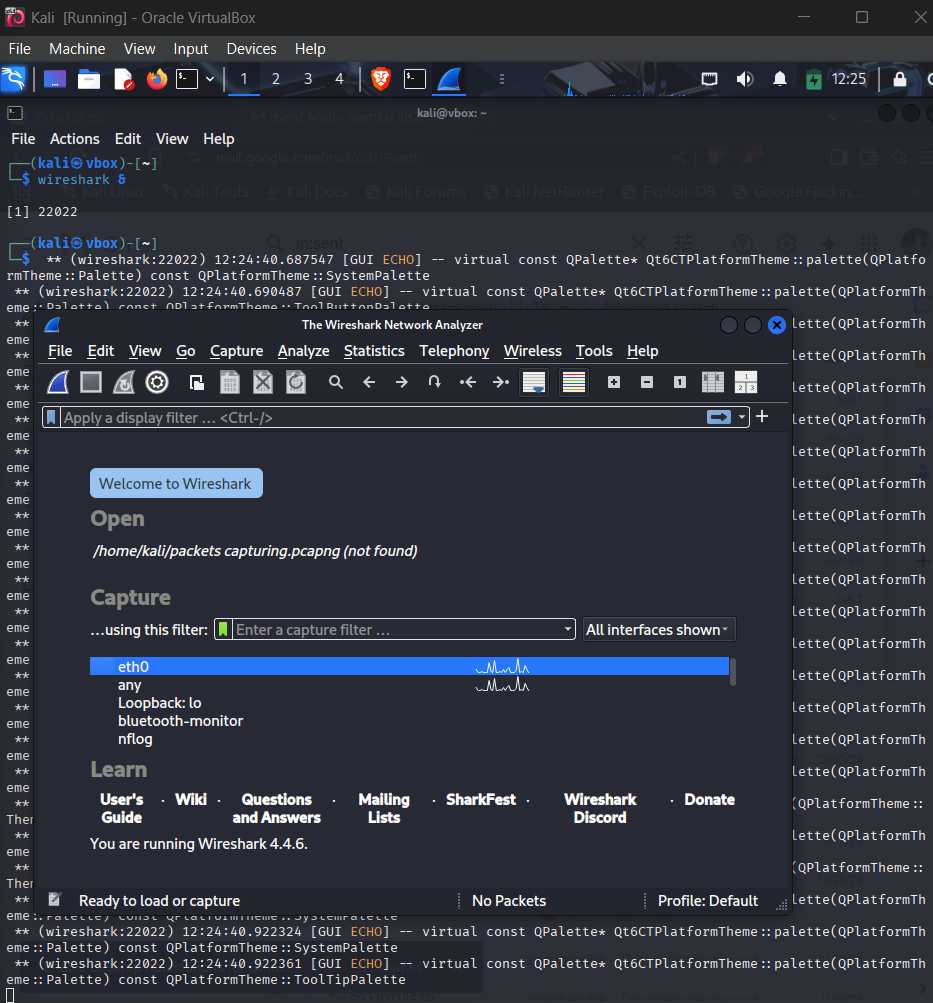 Kali [Running] - Oracle VirtualBox
File Machine View Input Devices Help
1 2 3 4 12:25
kali@vbox: ~
File Actions Edit View Help
┌──(kali㉿vbox)-[~]
└─$ wireshark &
[1] 22022
┌──(kali㉿vbox)-[~]
in:sent
└─$ ** (wireshark:22022) 12:24:40.687547 [GUI ECHO] -- virtual const QPalette* Qt6CTPlatformTheme::palette(QPlatfo
rmTheme::Palette) const QPlatformTheme::SystemPalette
** (wireshark:22022) 12:24:40.690487 [GUI ECHO] -- virtual const QPalette* Qt6CTPlatformTheme::palette(QPlatformTh
eme::Palette) const QPlatformTheme::ToolButtonPalette
The Wireshark Network Analyzer
File Edit View Go Capture Analyze Statistics Telephony Wireless Tools Help
Apply a display filter ... <Ctrl-/>
Welcome to Wireshark
Open
/home/kali/packets capturing.pcapng (not found)
Capture
...using this filter: Enter a capture filter ... All interfaces shown
eth0
any
Loopback: lo
bluetooth-monitor
nflog
Learn
User's Guide · Wiki · Questions and Answers · Mailing Lists · SharkFest · Wireshark Discord · Donate
You are running Wireshark 4.4.6.
Ready to load or capture No Packets Profile: Default
eme::Palette) const QPlatformTheme::SystemPalette
** (wireshark:22022) 12:24:40.922324 [GUI ECHO] -- virtual const QPalette* Qt6CTPlatformTheme::palette(QPlatformTh
eme::Palette) const QPlatformTheme::SystemPalette
** (wireshark:22022) 12:24:40.922361 [GUI ECHO] -- virtual const QPalette* Qt6CTPlatformTheme::palette(QPlatformTh
eme::Palette) const QPlatformTheme::ToolTipPalette